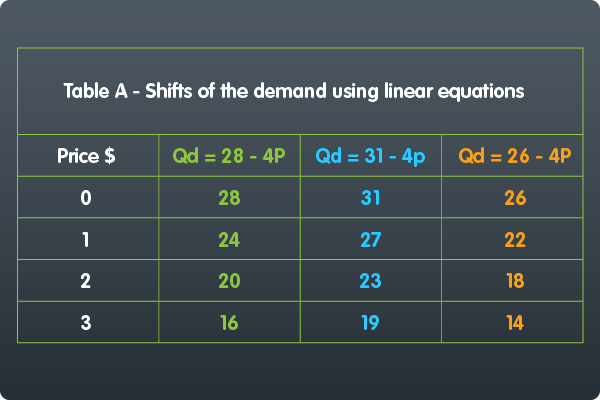 Table A - Shifts of the demand using linear equations
Price $ Qd = 28 - 4P Qd = 31 - 4p Qd = 26 - 4P
0 28 31 26
1 24 27 22
2 20 23 18
3 16 19 14